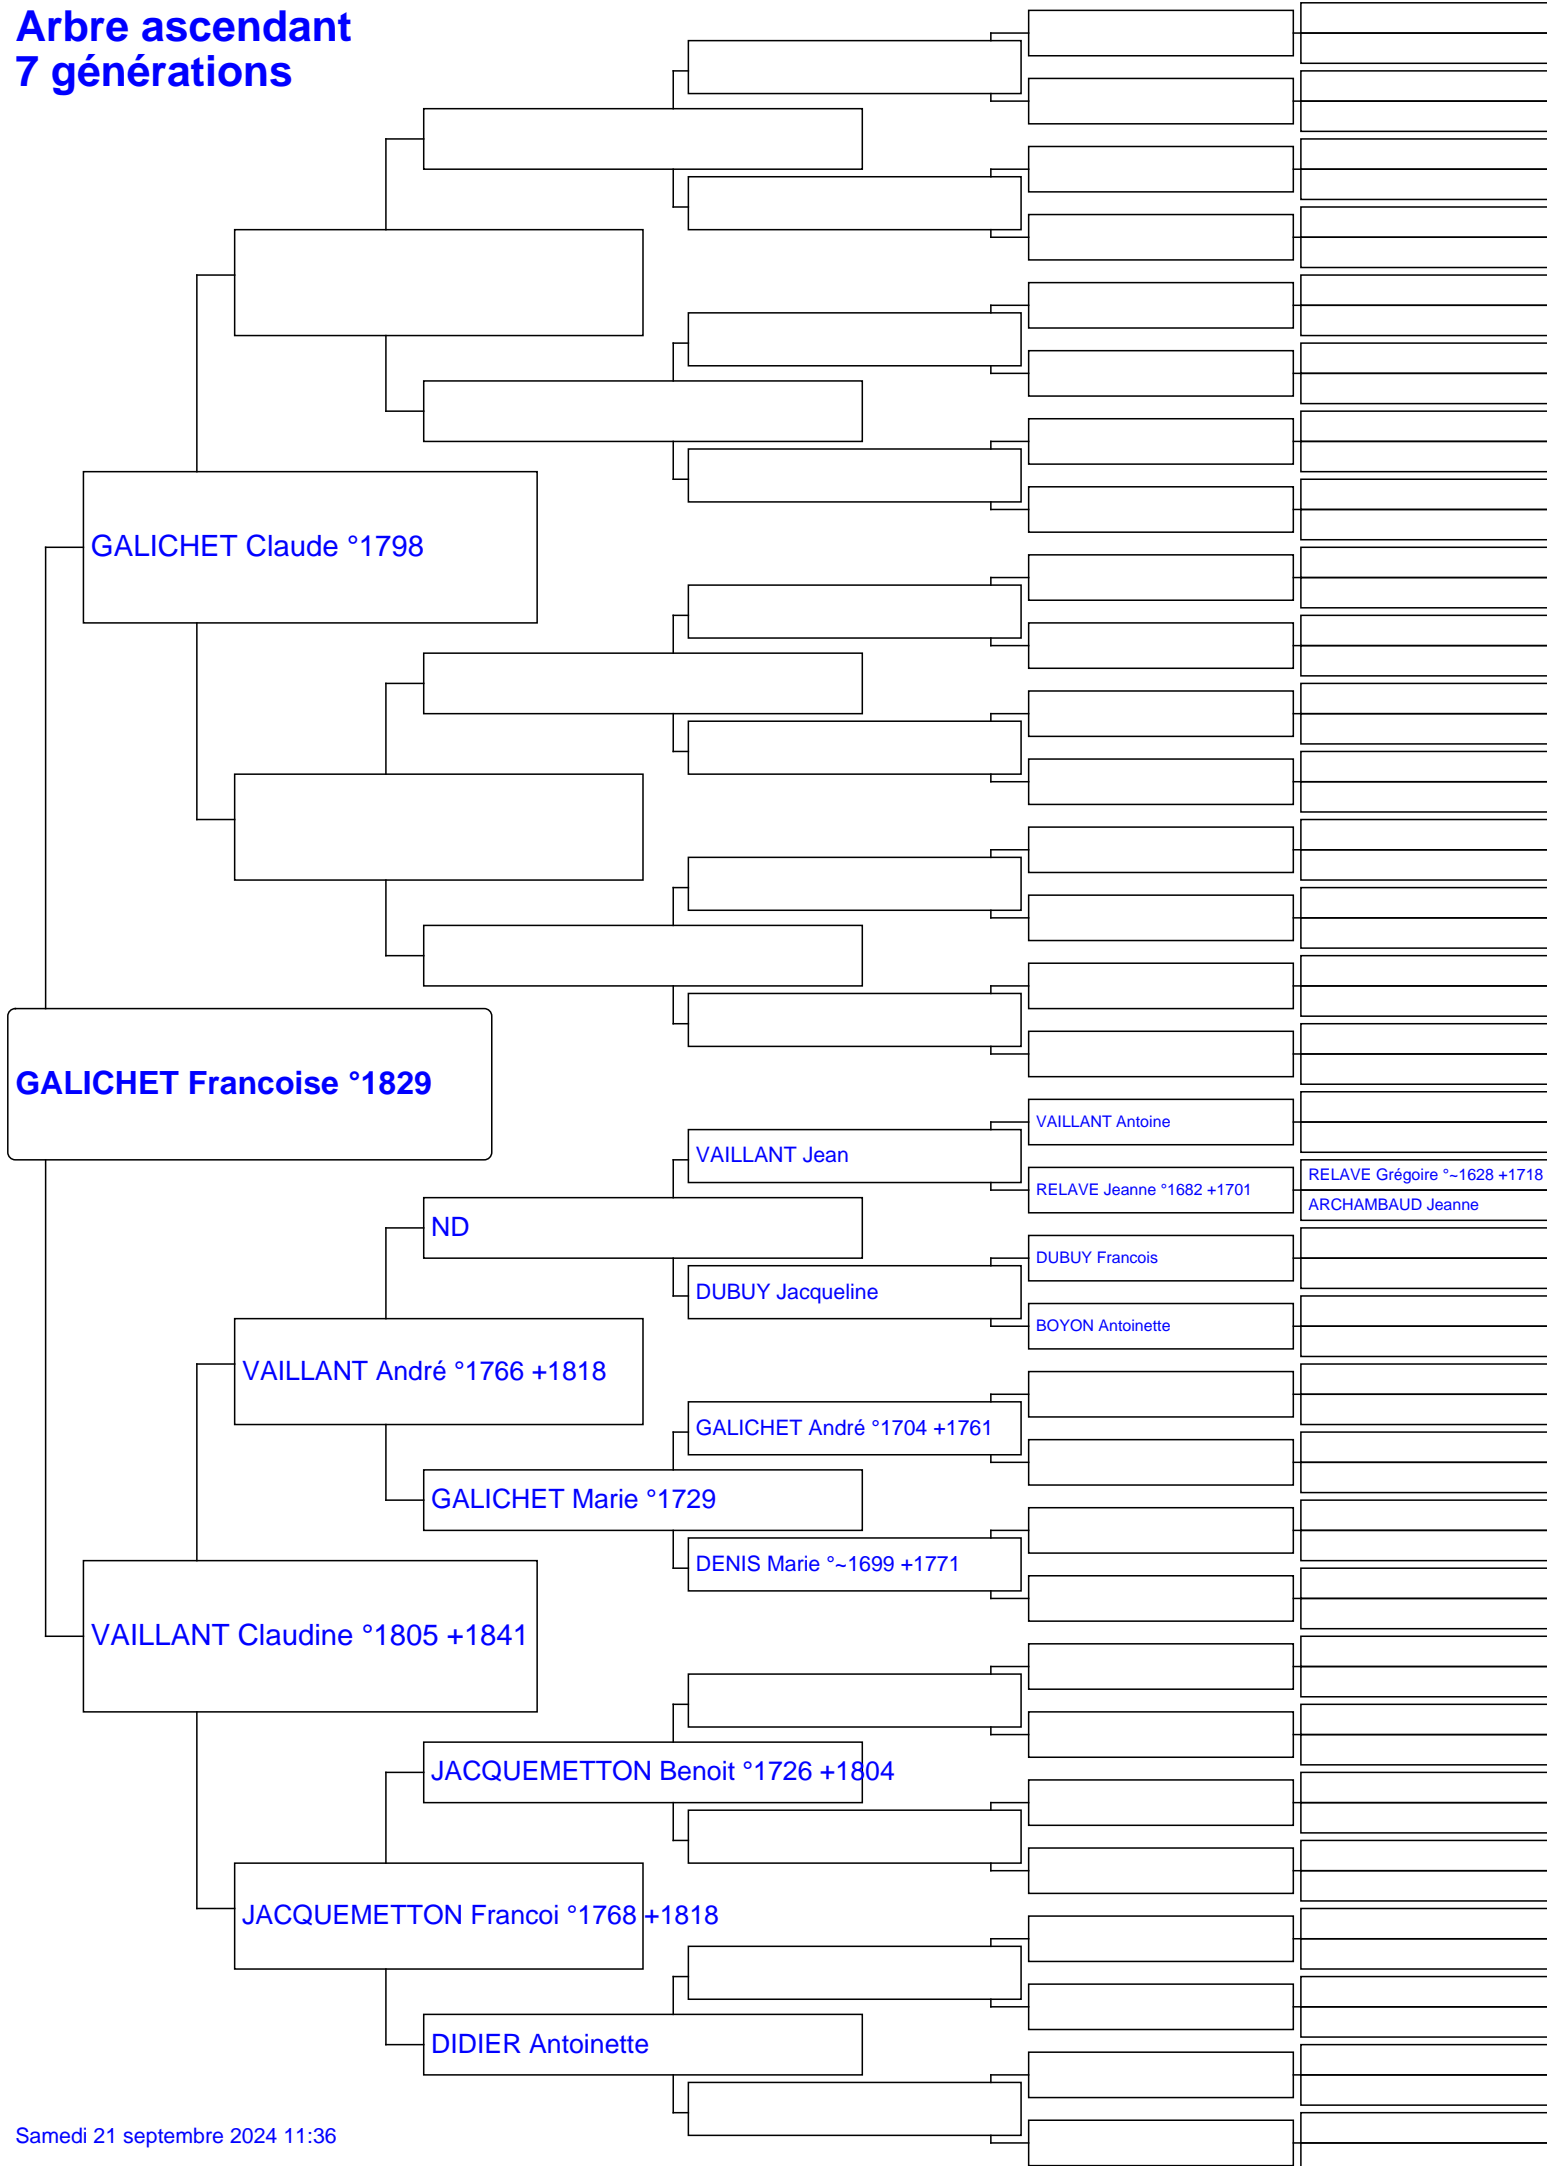 Arbre ascendant
7 générations
GALICHET Claude °1798
GALICHET Francoise °1829
VAILLANT Antoine
VAILLANT Jean
RELAVE Grégoire °~1628 +1718
RELAVE Jeanne °1682 +1701
ARCHAMBAUD Jeanne
ND
DUBUY Francois
DUBUY Jacqueline
BOYON Antoinette
VAILLANT André °1766 +1818
GALICHET André °1704 +1761
GALICHET Marie °1729
DENIS Marie °~1699 +1771
VAILLANT Claudine °1805 +1841
JACQUEMETTON Benoit °1726 +1804
JACQUEMETTON Francoi °1768 +1818
DIDIER Antoinette
Samedi 21 septembre 2024 11:36